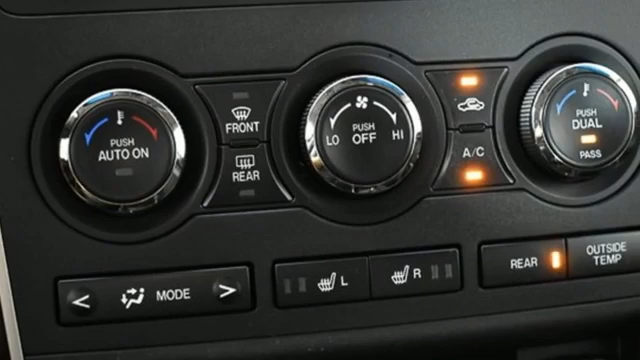 PUSH
AUTO ON
FRONT
REAR
PUSH
OFF
LO
HI
A/C
PUSH
DUAL
PASS
< MODE >
L
R
REAR
OUTSIDE
TEMP